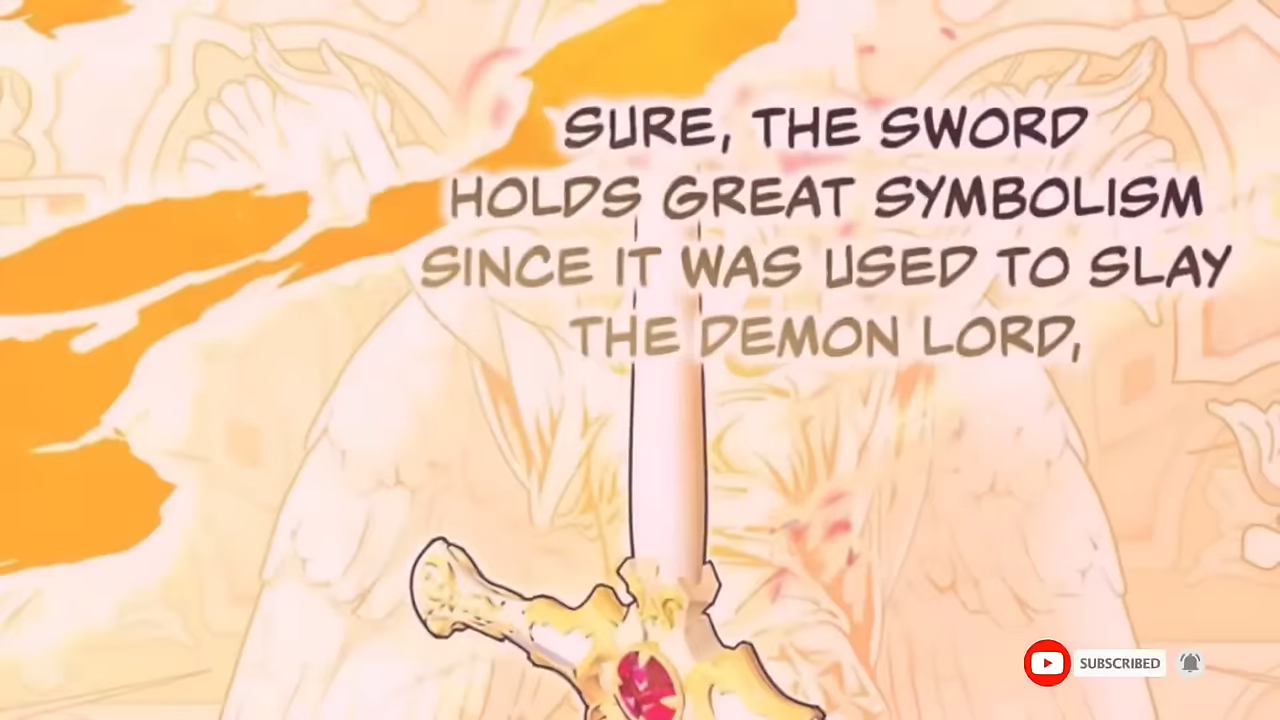 SURE, THE SWORD
HOLDS GREAT SYMBOLISM
SINCE IT WAS USED TO SLAY
THE DEMON LORD,
SUBSCRIBED